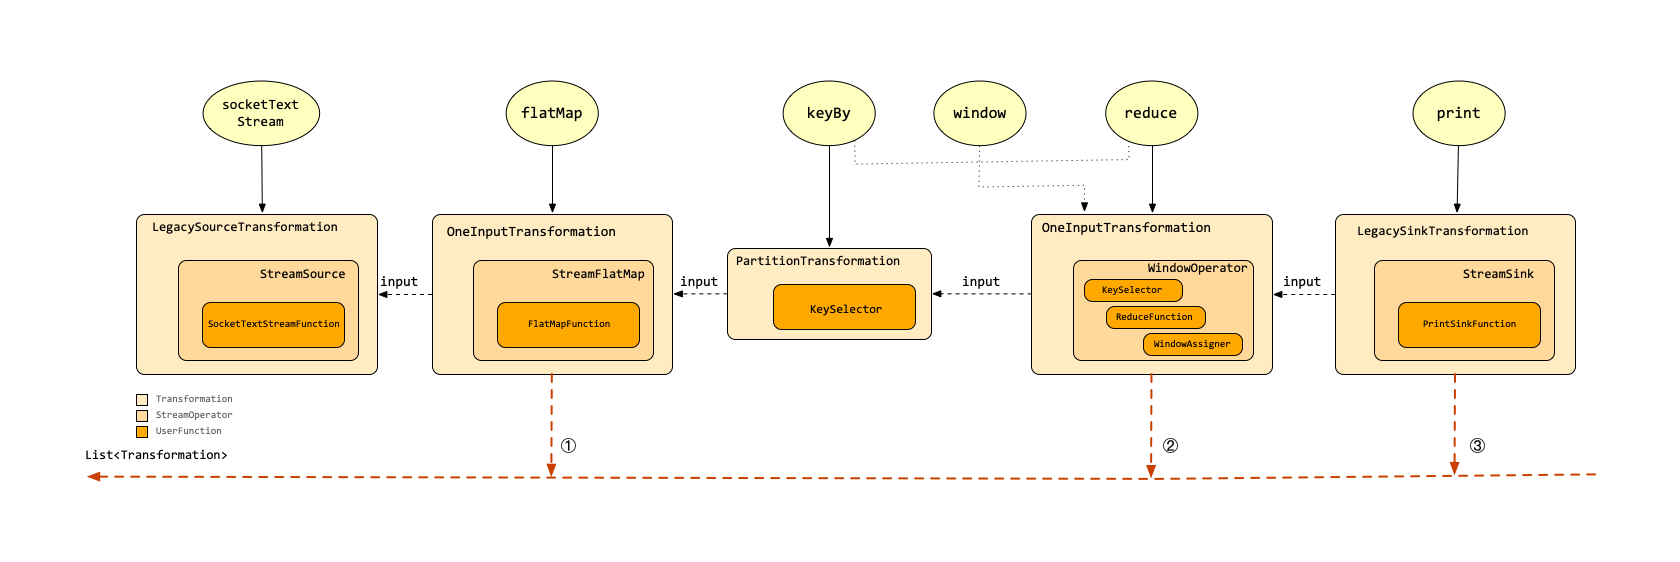 socketText
Stream
flatMap
keyBy
window
reduce
print
LegacySourceTransformation
StreamSource
SocketTextStreamFunction
input
OneInputTransformation
StreamFlatMap
FlatMapFunction
input
PartitionTransformation
KeySelector
input
OneInputTransformation
WindowOperator
KeySelector
ReduceFunction
WindowAssigner
input
LegacySinkTransformation
StreamSink
PrintSinkFunction
Transformation
StreamOperator
UserFunction
List<Transformation>
①
②
③